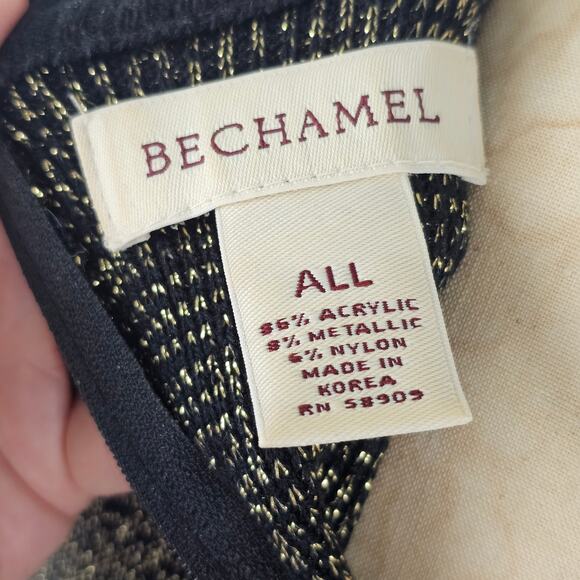 BECHAMEL
ALL
86% ACRYLIC
8% METALLIC
6% NYLON
MADE IN
KOREA
RN 58909